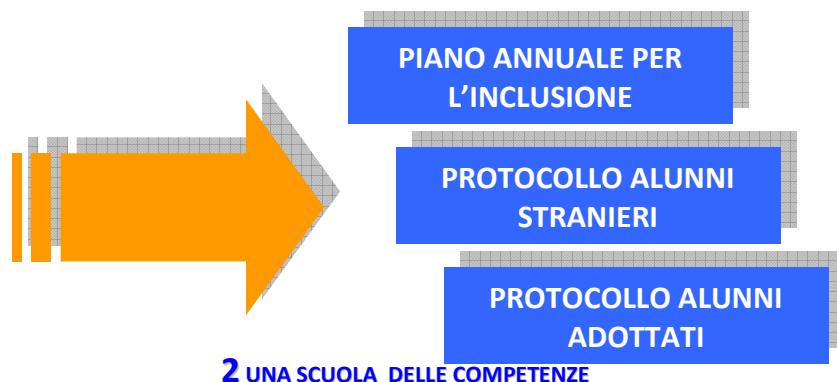 PIANO ANNUALE PER
L’INCLUSIONE
PROTOCOLLO ALUNNI
STRANIERI
PROTOCOLLO ALUNNI
ADOTTATI
2 UNA SCUOLA DELLE COMPETENZE